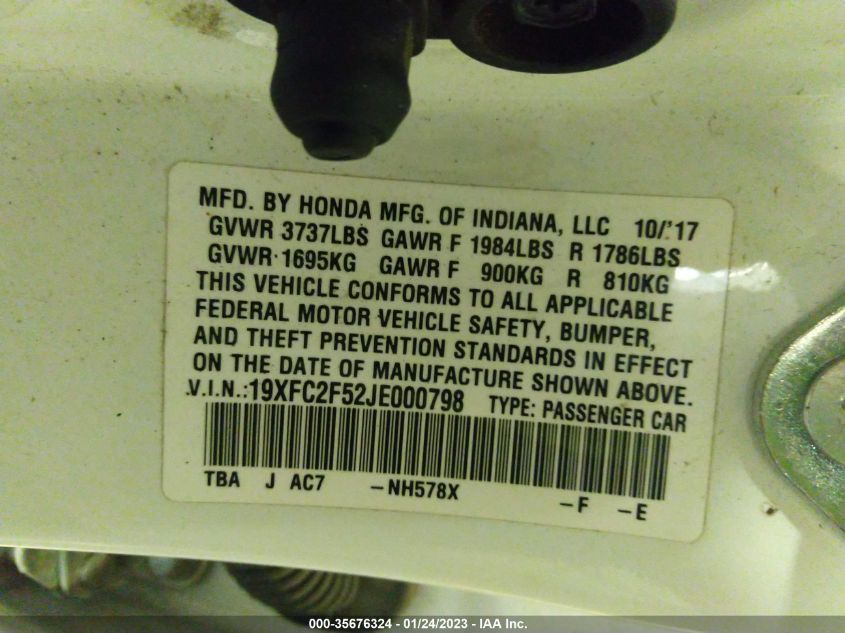 MFD. BY HONDA MFG. OF INDIANA, LLC 10/'17
GVWR 3737LBS GAWR F 1984LBS R 1786LBS
GVWR 1695KG GAWR F 900KG R 810KG
THIS VEHICLE CONFORMS TO ALL APPLICABLE
FEDERAL MOTOR VEHICLE SAFETY, BUMPER,
AND THEFT PREVENTION STANDARDS IN EFFECT
ON THE DATE OF MANUFACTURE SHOWN ABOVE.
V.I.N.:19XFC2F52JE000798 TYPE: PASSENGER CAR
TBA J AC7 -NH578X -F -E
000-35676324 | 01/24/2023 - IAA Inc.